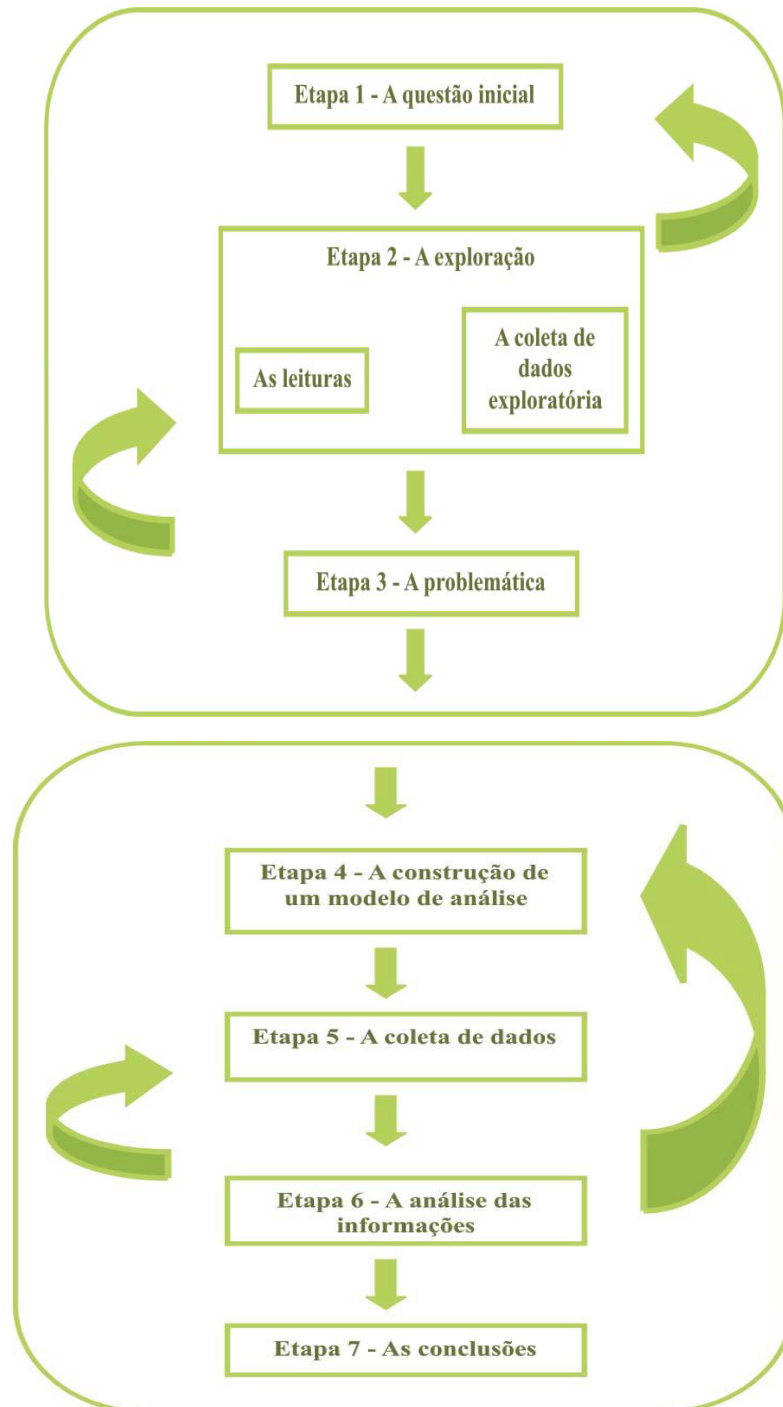 Etapa 1 - A questão inicial
Etapa 2 - A exploração
As leituras
A coleta de
dados
exploratória
Etapa 3 - A problemática
Etapa 4 - A construção de
um modelo de análise
Etapa 5 - A coleta de dados
Etapa 6 - A análise das
informações
Etapa 7 - As conclusões